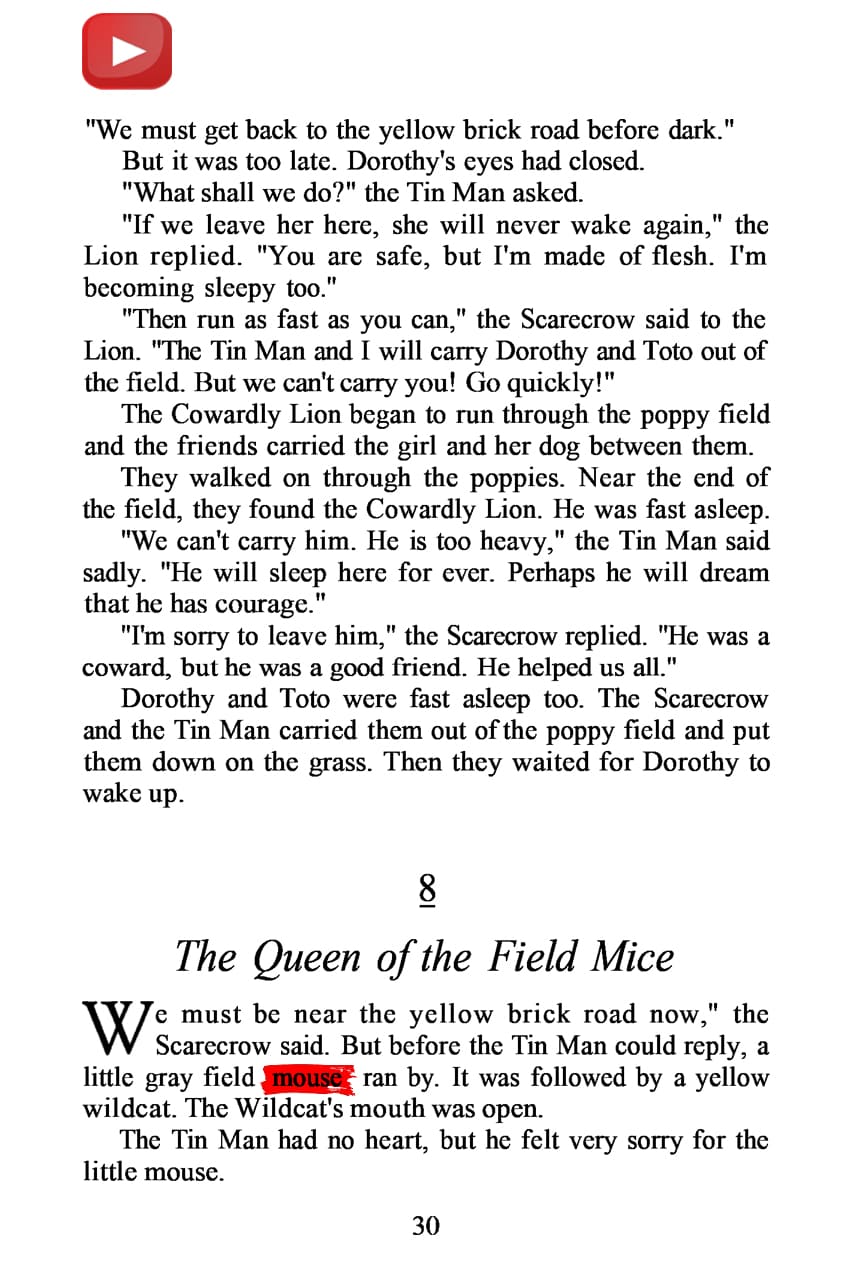 "We must get back to the yellow brick road before dark."
But it was too late. Dorothy's eyes had closed.
"What shall we do?" the Tin Man asked.
"If we leave her here, she will never wake again," the
Lion replied. "You are safe, but I'm made of flesh. I'm
becoming sleepy too."
"Then run as fast as you can," the Scarecrow said to the
Lion. "The Tin Man and I will carry Dorothy and Toto out of
the field. But we can't carry you! Go quickly!"
The Cowardly Lion began to run through the poppy field
and the friends carried the girl and her dog between them.
They walked on through the poppies. Near the end of
the field, they found the Cowardly Lion. He was fast asleep.
"We can't carry him. He is too heavy," the Tin Man said
sadly. "He will sleep here for ever. Perhaps he will dream
that he has courage."
"I'm sorry to leave him," the Scarecrow replied. "He was a
coward, but he was a good friend. He helped us all."
Dorothy and Toto were fast asleep too. The Scarecrow
and the Tin Man carried them out of the poppy field and put
them down on the grass. Then they waited for Dorothy to
wake up.
8
The Queen of the Field Mice
We must be near the yellow brick road now," the
Scarecrow said. But before the Tin Man could reply, a
little gray field mouse ran by. It was followed by a yellow
wildcat. The Wildcat's mouth was open.
The Tin Man had no heart, but he felt very sorry for the
little mouse.
30